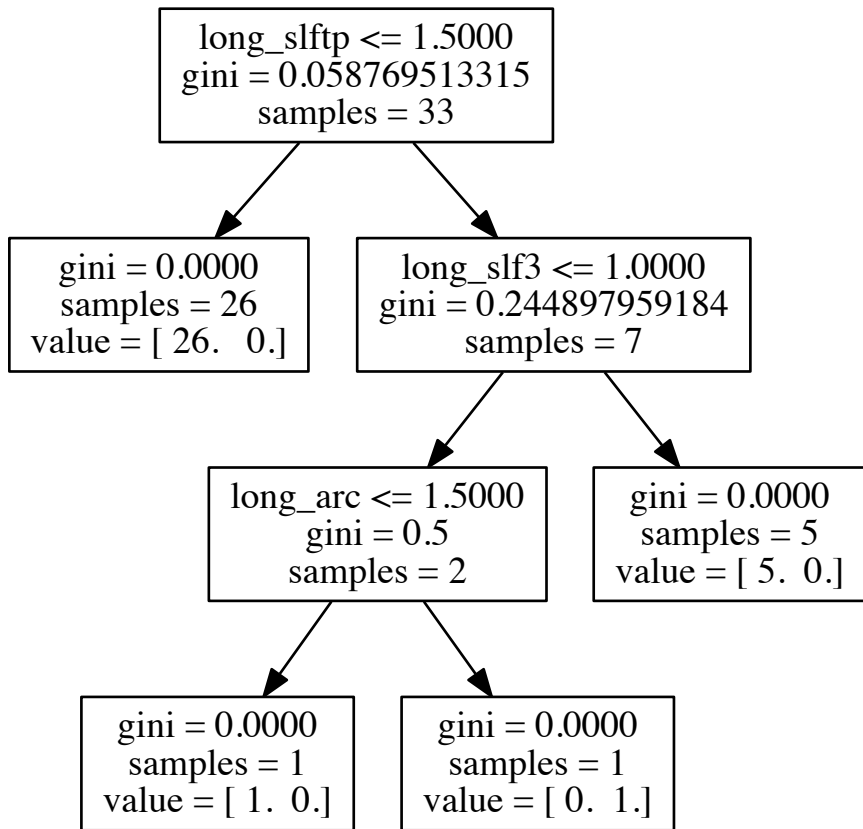 long_slftp <= 1.5000
gini = 0.058769513315
samples = 33
gini = 0.0000
samples = 26
value = [ 26.   0.]
long_slf3 <= 1.0000
gini = 0.244897959184
samples = 7
long_arc <= 1.5000
gini = 0.5
samples = 2
gini = 0.0000
samples = 5
value = [ 5.  0.]
gini = 0.0000
samples = 1
value = [ 1.  0.]
gini = 0.0000
samples = 1
value = [ 0.  1.]